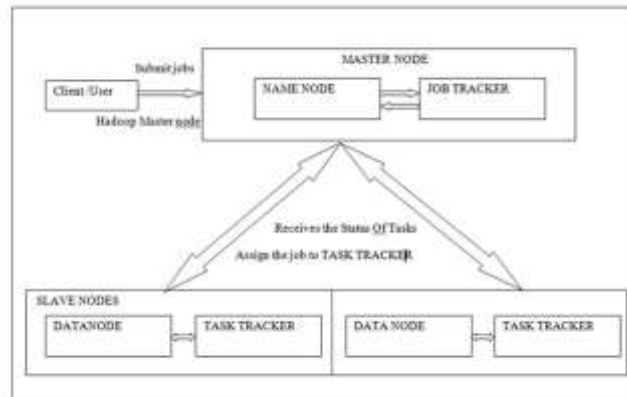 MASTER NODE
Submit jobs
Client-User
NAME NODE
JOB TRACKER
Hadoop Master node
Receives the Status Of Tasks
Assign the job to TASK TRACKER
SLAVE NODES
DATANODE
TASK TRACKER
DATA NODE
TASK TRACKER